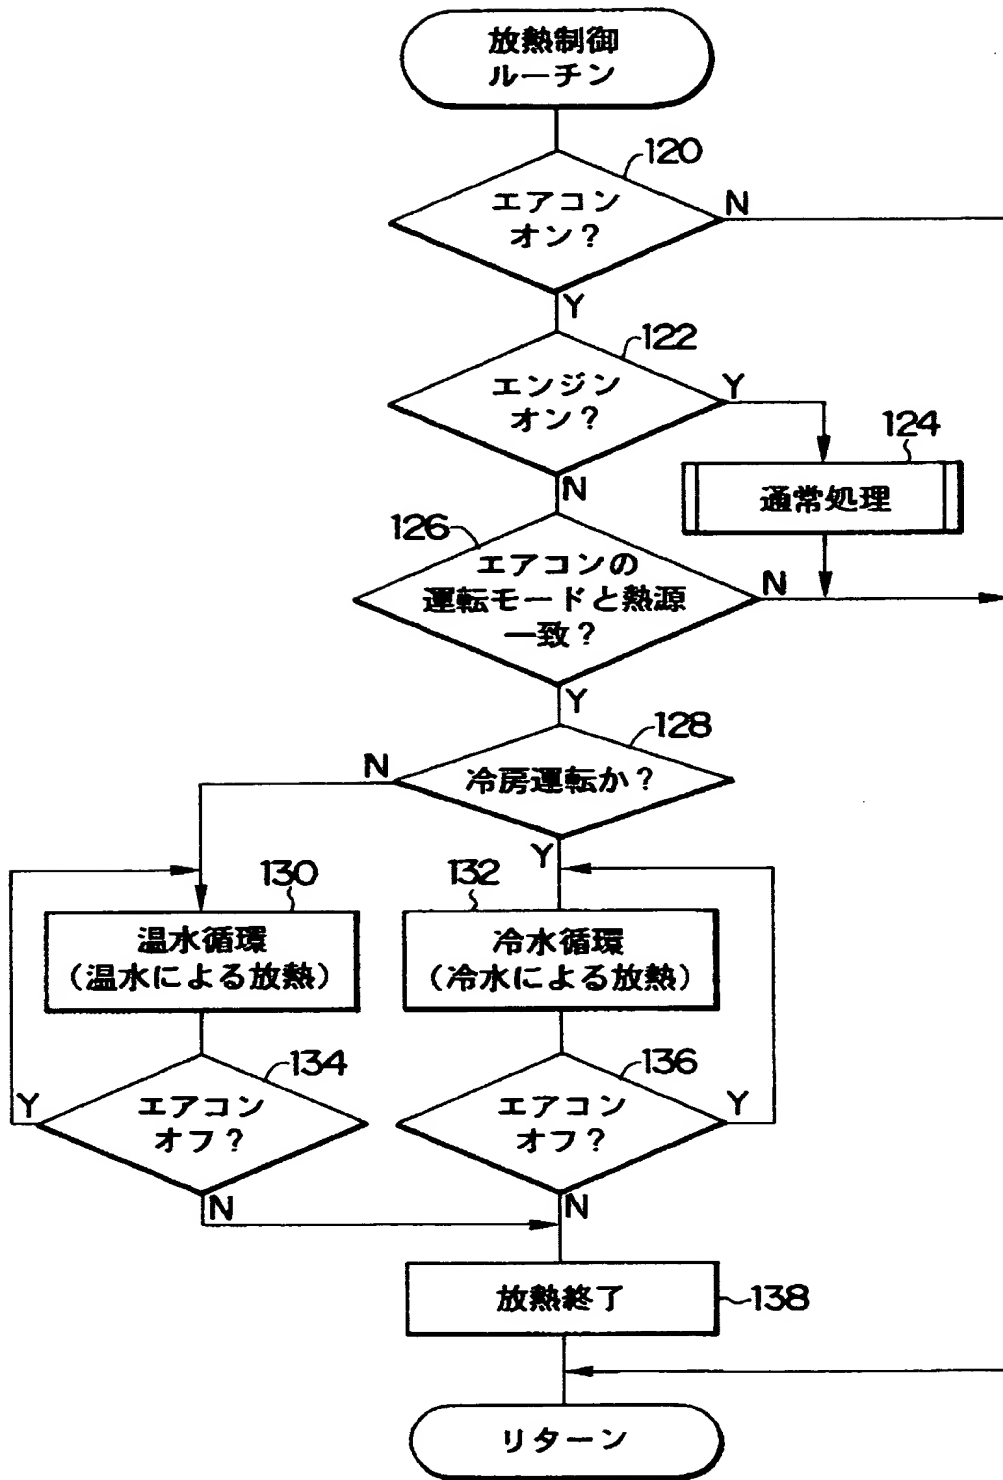 放熱制御
ルーチン
120
エアコン
オン？
N
Y
122
エンジン
オン？
Y
124
通常処理
N
126
エアコンの
運転モードと熱源
一致？
N
Y
128
冷房運転か？
N
Y
130
温水循環
（温水による放熱）
132
冷水循環
（冷水による放熱）
134
エアコン
オフ？
Y
N
136
エアコン
オフ？
Y
N
放熱終了
138
リターン